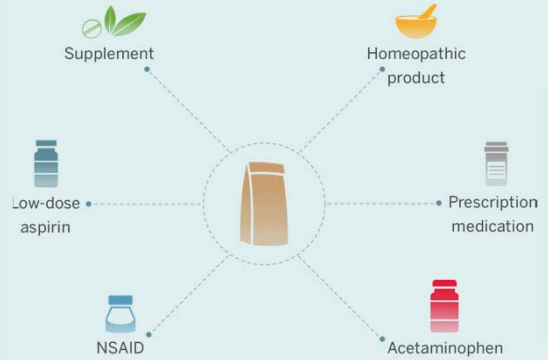 Supplement
Homeopathic
product
Low-dose
aspirin
Prescription
medication
NSAID
Acetaminophen